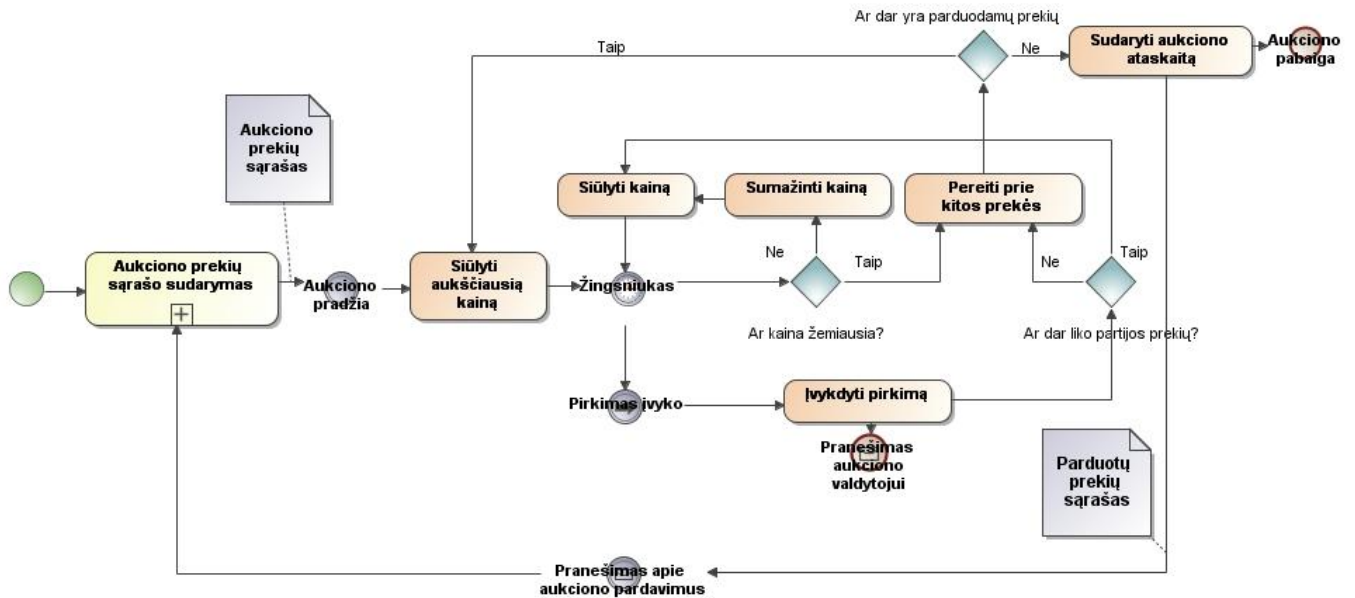 Ar dar yra parduodamų prekių
Taip
Ne
Sudaryti aukciono
ataskaitą
Aukciono
pabaiga
Aukciono
prekių
sąrašas
Siūlyti kainą
Sumažinti kainą
Pereiti prie
kitos prekės
Aukciono prekių
sąrašo sudarymas
Aukciono
pradžia
Siūlyti
aukščiausią
kainą
Žingsniukas
Ne
Taip
Ne
Taip
Ar kaina žemiausia?
Ar dar liko partijos prekių?
Pirkimas įvyko
Įvykdyti pirkimą
Pranešimas
aukciono
valdytojui
Parduotų
prekių
sąrašas
Pranešimas apie
aukciono pardavimus